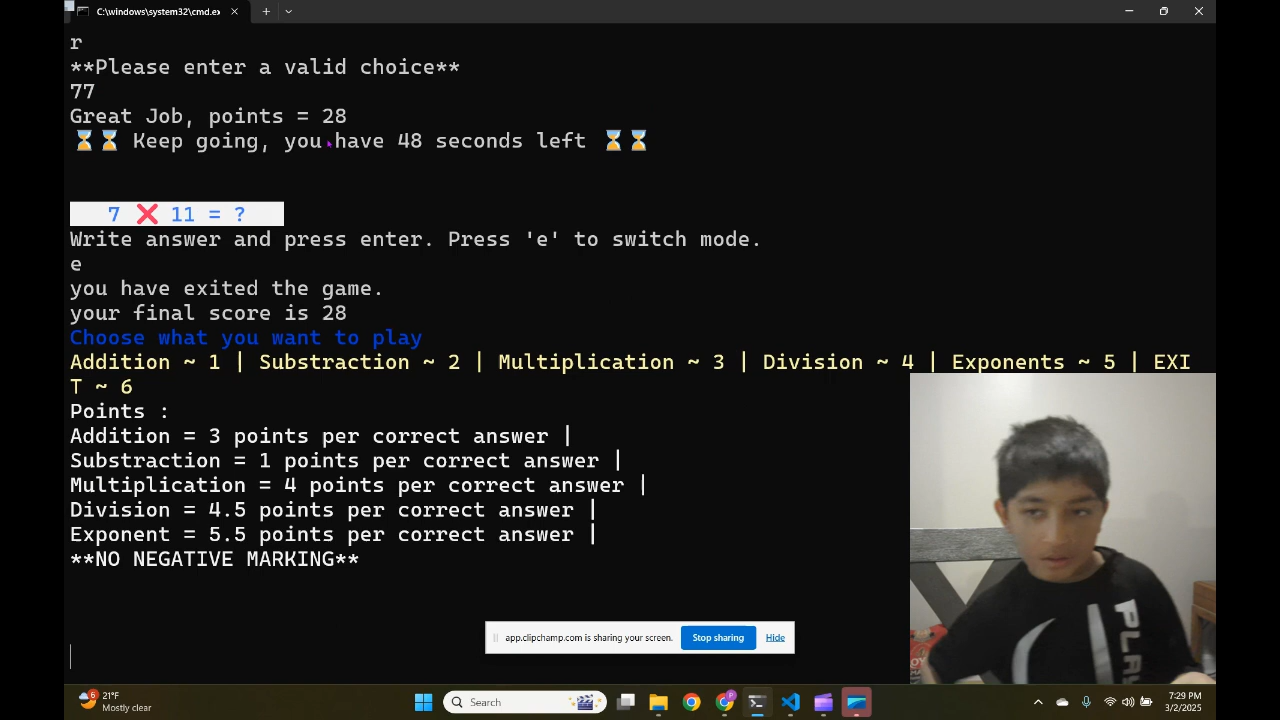 C:\windows\system32\cmd.ex
r
**Please enter a valid choice**
77
Great Job, points = 28
⏳⏳ Keep going, you have 48 seconds left ⏳⏳
7 ❌ 11 = ?
Write answer and press enter. Press 'e' to switch mode.
e
you have exited the game.
your final score is 28
Choose what you want to play
Addition ~ 1 | Substraction ~ 2 | Multiplication ~ 3 | Division ~ 4 | Exponents ~ 5 | EXI
T ~ 6
Points :
Addition = 3 points per correct answer |
Substraction = 1 points per correct answer |
Multiplication = 4 points per correct answer |
Division = 4.5 points per correct answer |
Exponent = 5.5 points per correct answer |
**NO NEGATIVE MARKING**
app.clipchamp.com is sharing your screen. Stop sharing Hide
6
21°F
Mostly clear
Search
P
7:29 PM
3/2/2025